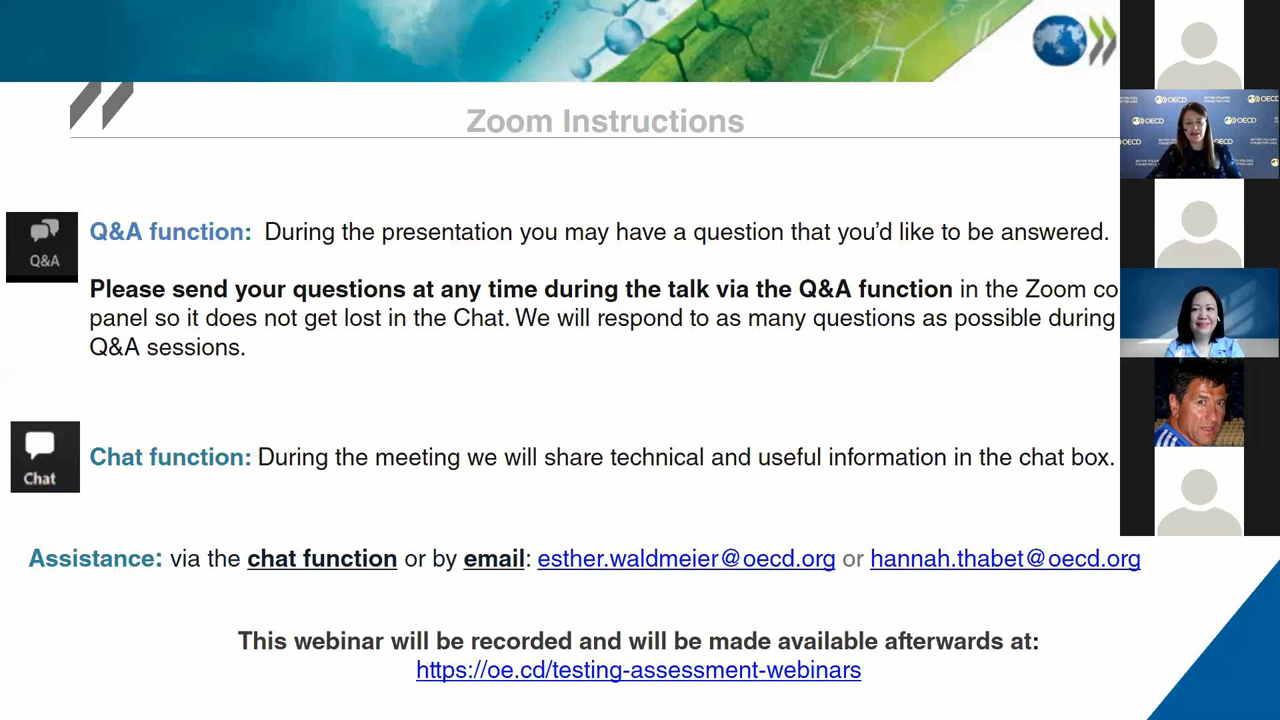 Zoom Instructions
Q&A
Q&A function: During the presentation you may have a question that you'd like to be answered.
Please send your questions at any time during the talk via the Q&A function in the Zoom co
panel so it does not get lost in the Chat. We will respond to as many questions as possible during
Q&A sessions.
Chat
Chat function: During the meeting we will share technical and useful information in the chat box.
Assistance: via the chat function or by email: esther.waldmeier@oecd.org or hannah.thabet@oecd.org
This webinar will be recorded and will be made available afterwards at:
https://oe.cd/testing-assessment-webinars
OECD
OECD
OECD
OECD
OECD